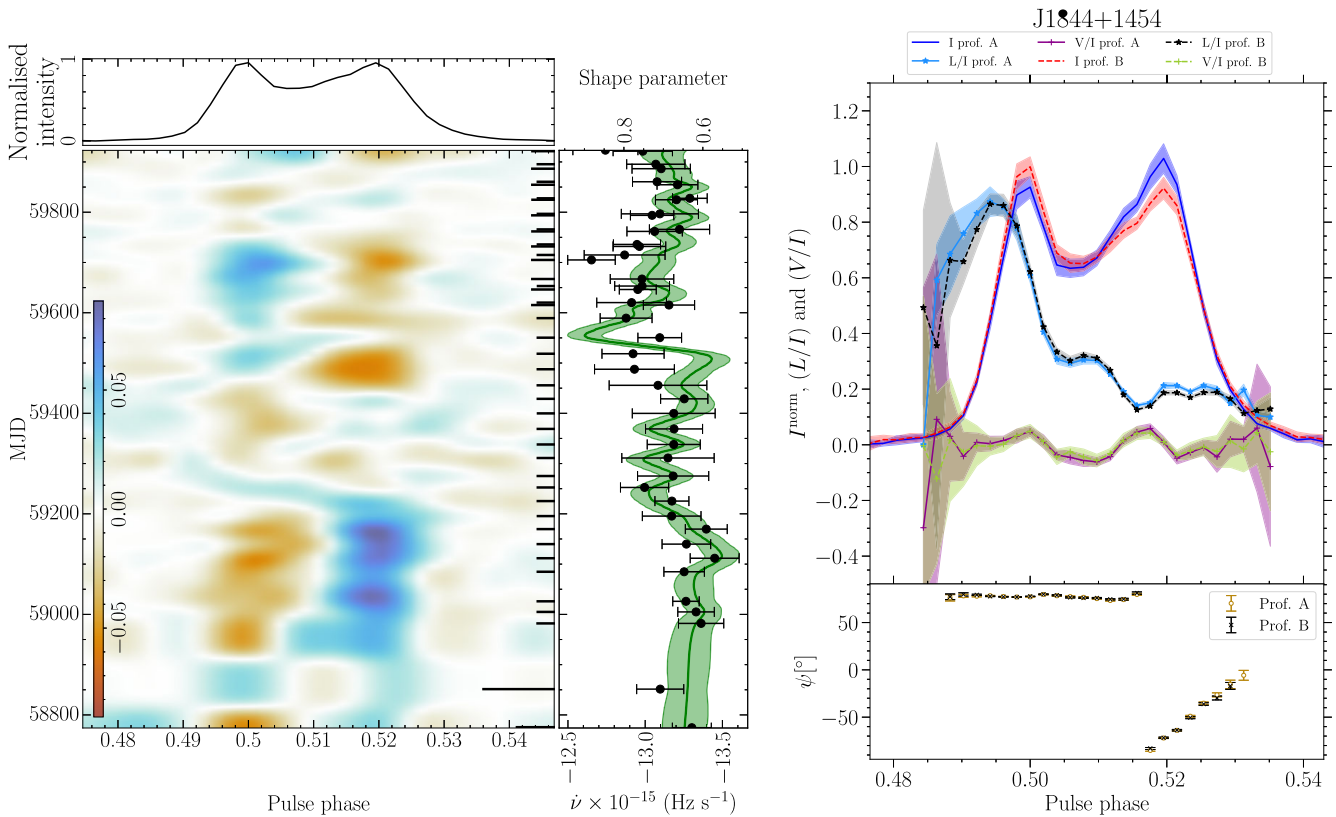 Normalised
intensity
0
1
Shape parameter
0.8
0.6
MJD
59800
59600
59400
59200
59000
58800
0.05
0.00
−0.05
0.48
0.49
0.5
0.51
0.52
0.53
0.54
Pulse phase
−12.5
−13.0
−13.5
ν̇ × 10⁻¹⁵ (Hz s⁻¹)
J1844+1454
I prof. A
L/I prof. A
V/I prof. A
I prof. B
L/I prof. B
V/I prof. B
Iⁿᵒʳᵐ , (L/I) and (V/I)
1.2
1.0
0.8
0.6
0.4
0.2
0.0
−0.2
−0.4
Prof. A
Prof. B
ψ[°]
50
0
−50
0.48
0.50
0.52
0.54
Pulse phase